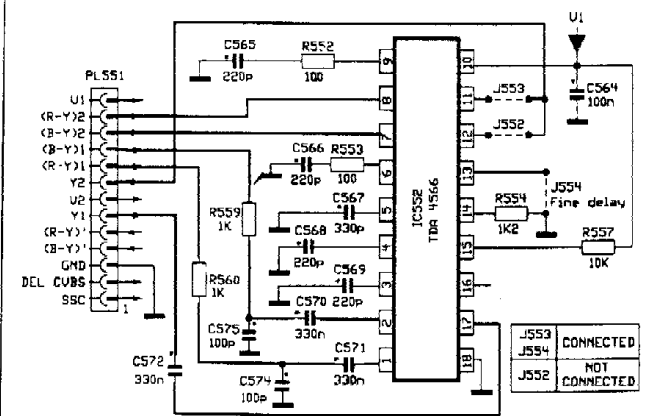 PL551
U1
(R-Y)2
(B-Y)2
(B-Y)1
(R-Y)1
Y2
U2
Y1
(R-Y)'
(B-Y)'
GND
DEL CVBS
SSC
1
C565
220p
R552
100
C566
220p
R553
100
C567
330p
C568
220p
C569
220p
R559
1K
R560
1K
C570
330n
C575
100p
C571
330n
C574
100p
C572
330n
9
8
7
6
5
4
3
2
1
IC552
TDA 4566
10
11
12
13
14
15
16
17
18
U1
C564
100n
J553
J552
J554
Fine delay
R554
1K2
R557
10K
J553
J554
CONNECTED
J552
NOT
CONNECTED